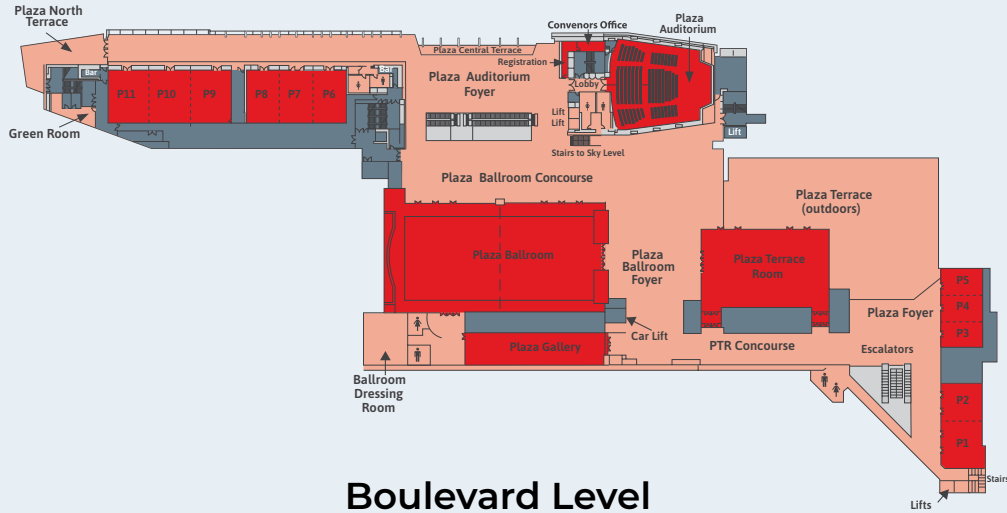 Plaza North
Terrace
Convenors Office
Plaza
Auditorium
Plaza Central Terrace
Registration
Bar
Bar
Plaza Auditorium
Foyer
Lobby
P11
P10
P9
P8
P7
P6
Green Room
Lift
Lift
Lift
Stairs to Sky Level
Plaza Ballroom Concourse
Plaza Terrace
(outdoors)
Plaza Ballroom
Plaza
Ballroom
Foyer
Plaza Terrace
Room
P5
P4
P3
Plaza Foyer
Car Lift
Plaza Gallery
PTR Concourse
Escalators
Ballroom
Dressing
Room
P2
P1
Stairs
Lifts
Boulevard Level